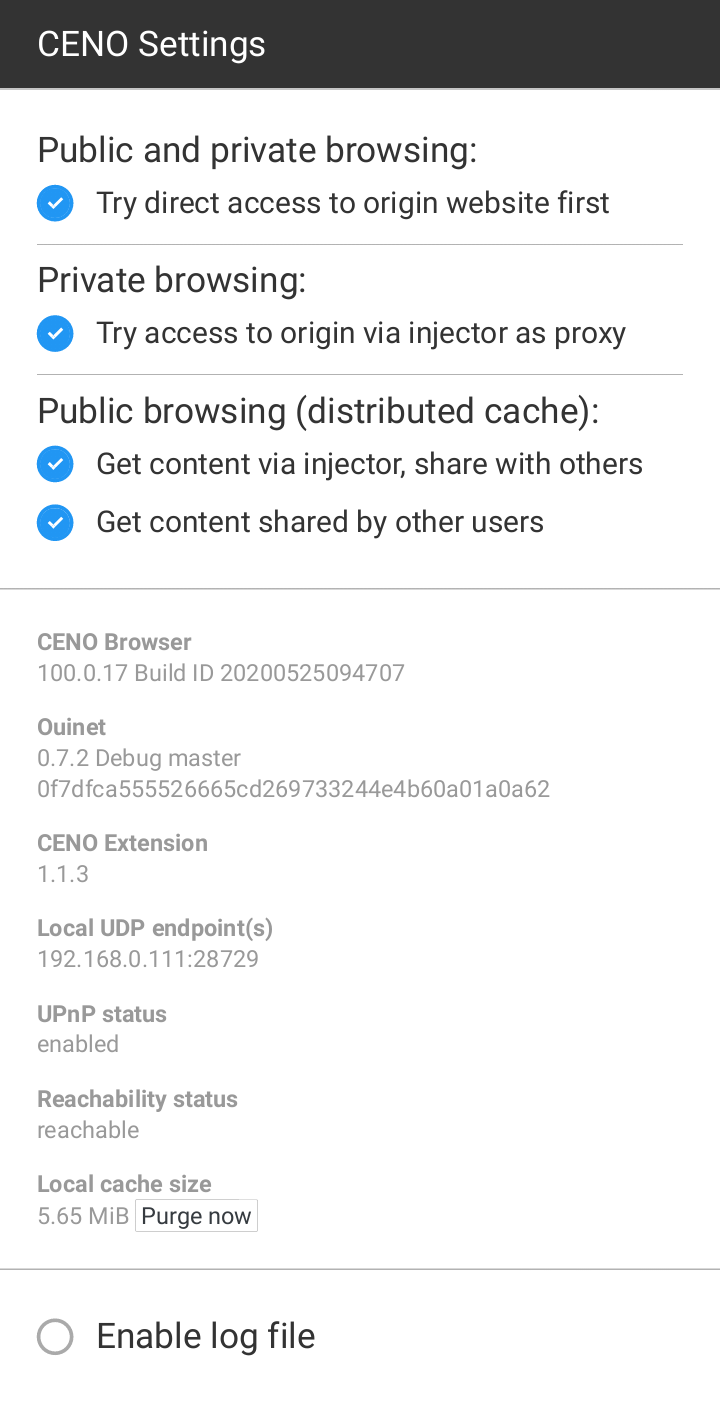 CENO Settings
Public and private browsing:
Try direct access to origin website first
Private browsing:
Try access to origin via injector as proxy
Public browsing (distributed cache):
Get content via injector, share with others
Get content shared by other users
CENO Browser
100.0.17 Build ID 20200525094707
Ouinet
0.7.2 Debug master
0f7dfca555526665cd269733244e4b60a01a0a62
CENO Extension
1.1.3
Local UDP endpoint(s)
192.168.0.111:28729
UPnP status
enabled
Reachability status
reachable
Local cache size
5.65 MiB Purge now
Enable log file